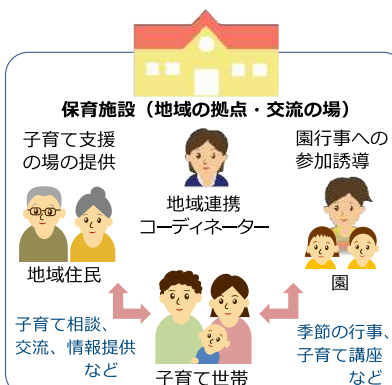 保育施設（地域の拠点・交流の場）
子育て支援
の場の提供
園行事への
参加誘導
地域連携
コーディネーター
地域住民
園
子育て相談、
交流、情報提供
など
子育て世帯
季節の行事、
子育て講座
など